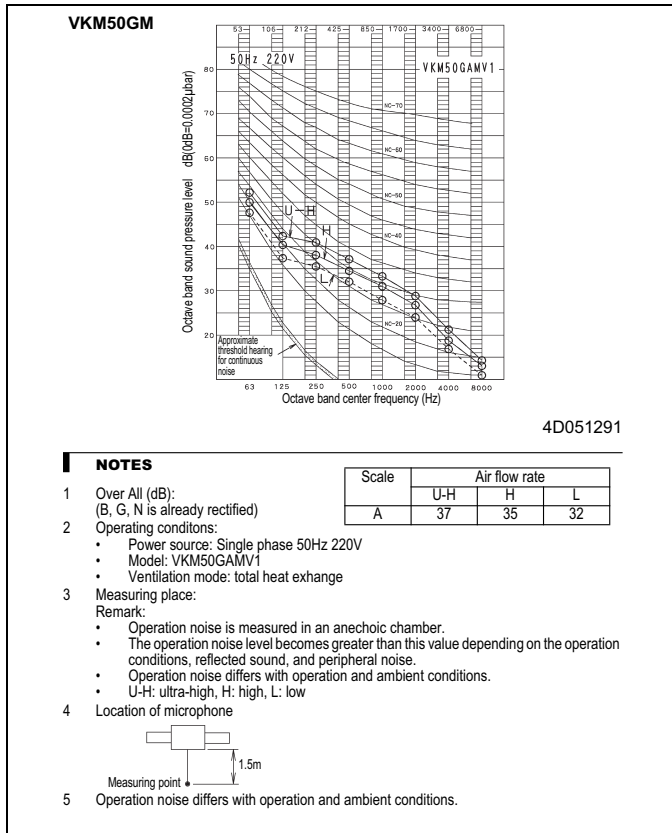 VKM50GM
53 106 212 425 850 1700 3400 6800
50Hz 220V
VKM50GAMV1
Octave band sound pressure level dB(0dB=0.0002μbar)
80
70
60
50
40
30
20
NC-70
NC-60
NC-50
NC-40
NC-20
U-H
H
L
Approximate
threshold hearing
for continuous
noise
63 125 250 500 1000 2000 4000 8000
Octave band center frequency (Hz)
4D051291
NOTES
1 Over All (dB):
(B, G, N is already rectified)
Scale Air flow rate
U-H H L
A 37 35 32
2 Operating conditons:
• Power source: Single phase 50Hz 220V
• Model: VKM50GAMV1
• Ventilation mode: total heat exhange
3 Measuring place:
Remark:
• Operation noise is measured in an anechoic chamber.
• The operation noise level becomes greater than this value depending on the operation
conditions, reflected sound, and peripheral noise.
• Operation noise differs with operation and ambient conditions.
• U-H: ultra-high, H: high, L: low
4 Location of microphone
1.5m
Measuring point
5 Operation noise differs with operation and ambient conditions.